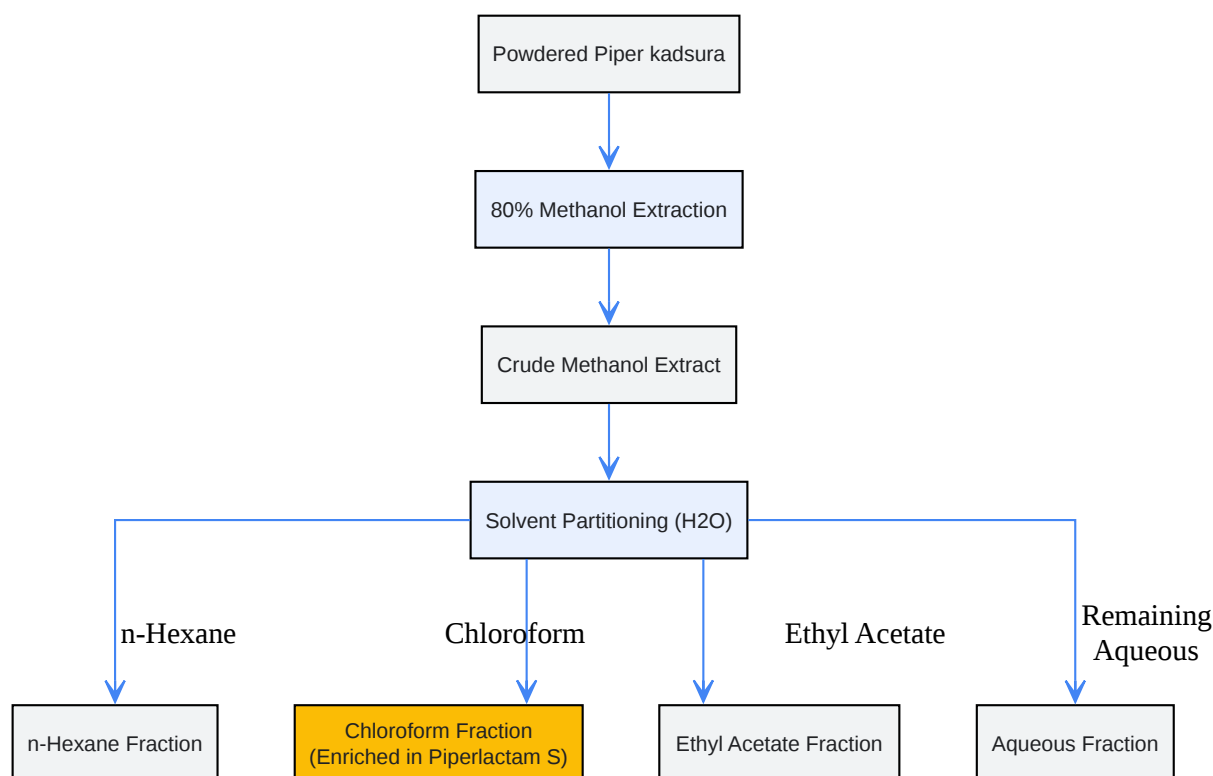 Powdered Piper kadsura
80% Methanol Extraction
Crude Methanol Extract
Solvent Partitioning (H2O)
n-Hexane
Chloroform
Ethyl Acetate
Remaining
Aqueous
n-Hexane Fraction
Chloroform Fraction
(Enriched in Piperlactam S)
Ethyl Acetate Fraction
Aqueous Fraction